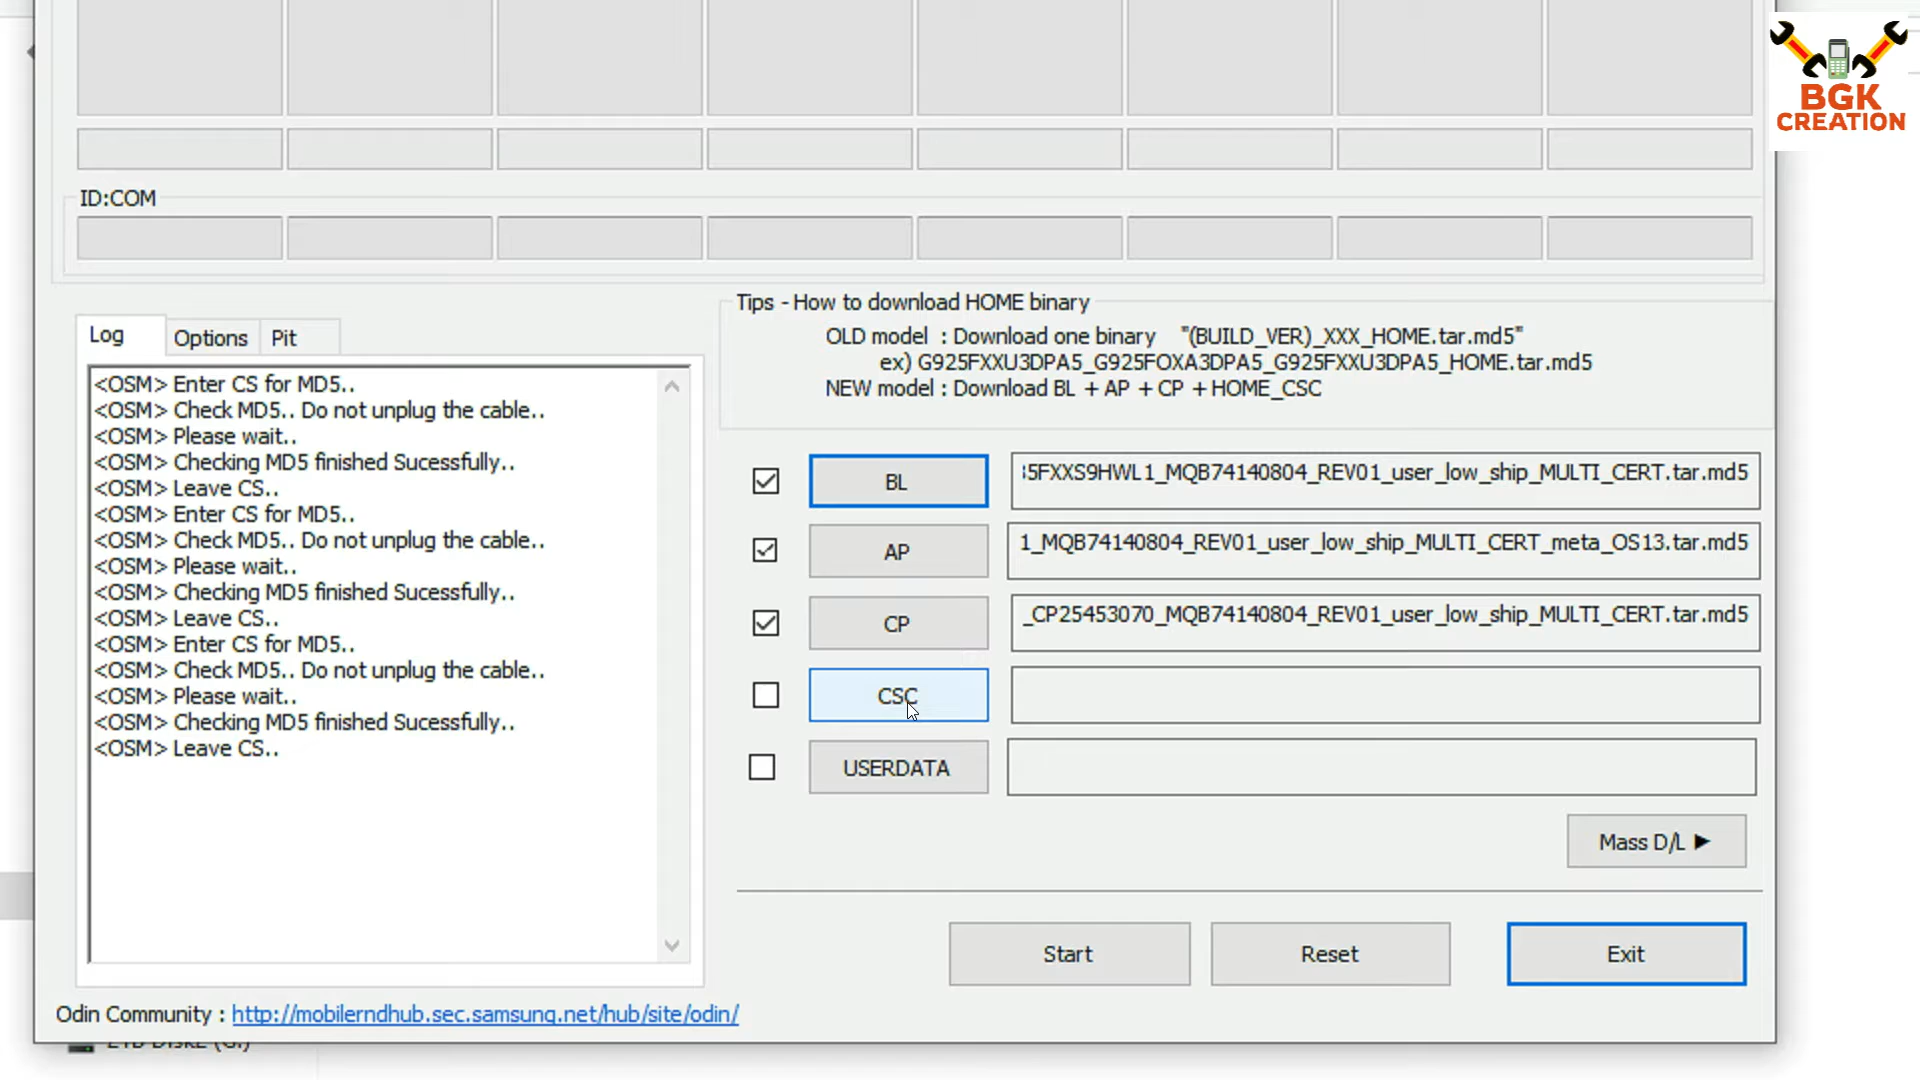 BGK
CREATION
ID:COM
Log
Options
Pit
<OSM> Enter CS for MD5..
<OSM> Check MD5.. Do not unplug the cable..
<OSM> Please wait..
<OSM> Checking MD5 finished Sucessfully..
<OSM> Leave CS..
<OSM> Enter CS for MD5..
<OSM> Check MD5.. Do not unplug the cable..
<OSM> Please wait..
<OSM> Checking MD5 finished Sucessfully..
<OSM> Leave CS..
<OSM> Enter CS for MD5..
<OSM> Check MD5.. Do not unplug the cable..
<OSM> Please wait..
<OSM> Checking MD5 finished Sucessfully..
<OSM> Leave CS..
Tips - How to download HOME binary
OLD model : Download one binary "(BUILD_VER)_XXX_HOME.tar.md5"
ex) G925FXXU3DPA5_G925FOXA3DPA5_G925FXXU3DPA5_HOME.tar.md5
NEW model : Download BL + AP + CP + HOME_CSC
BL
5FXXS9HWL1_MQB74140804_REV01_user_low_ship_MULTI_CERT.tar.md5
AP
1_MQB74140804_REV01_user_low_ship_MULTI_CERT_meta_OS13.tar.md5
CP
_CP25453070_MQB74140804_REV01_user_low_ship_MULTI_CERT.tar.md5
CSC
USERDATA
Mass D/L ►
Start
Reset
Exit
Odin Community : http://mobilerndhub.sec.samsung.net/hub/site/odin/